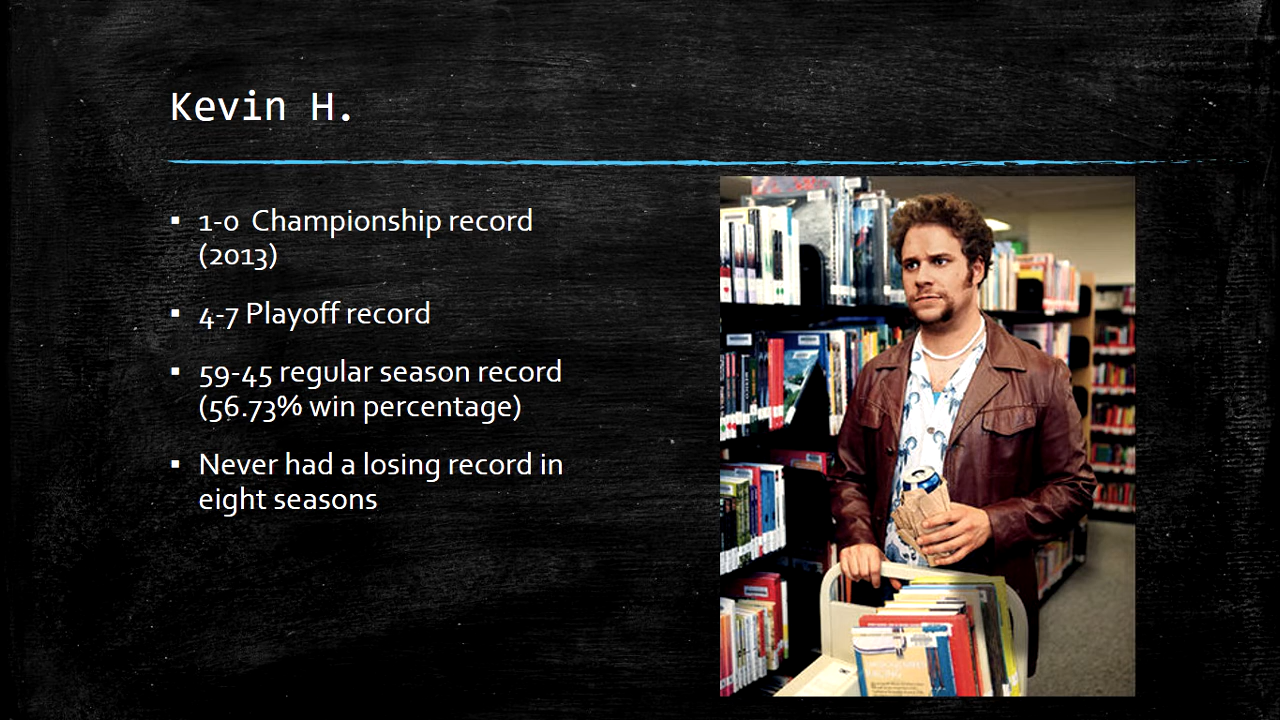 Kevin H.
▪ 1-0  Championship record
(2013)
▪ 4-7 Playoff record
▪ 59-45 regular season record
(56.73% win percentage)
▪ Never had a losing record in
eight seasons